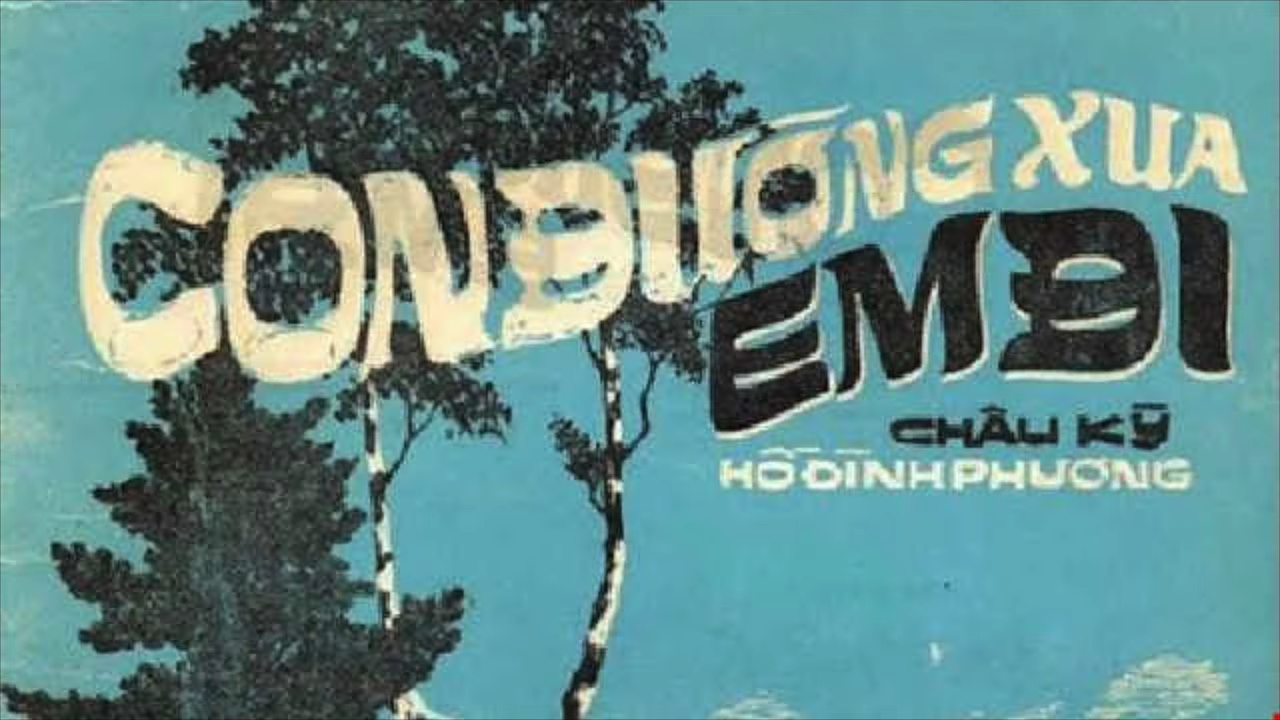 CON ĐƯỜNG XƯA
EM ĐI
CHÂU KỲ
HỒ ĐÌNH PHƯƠNG